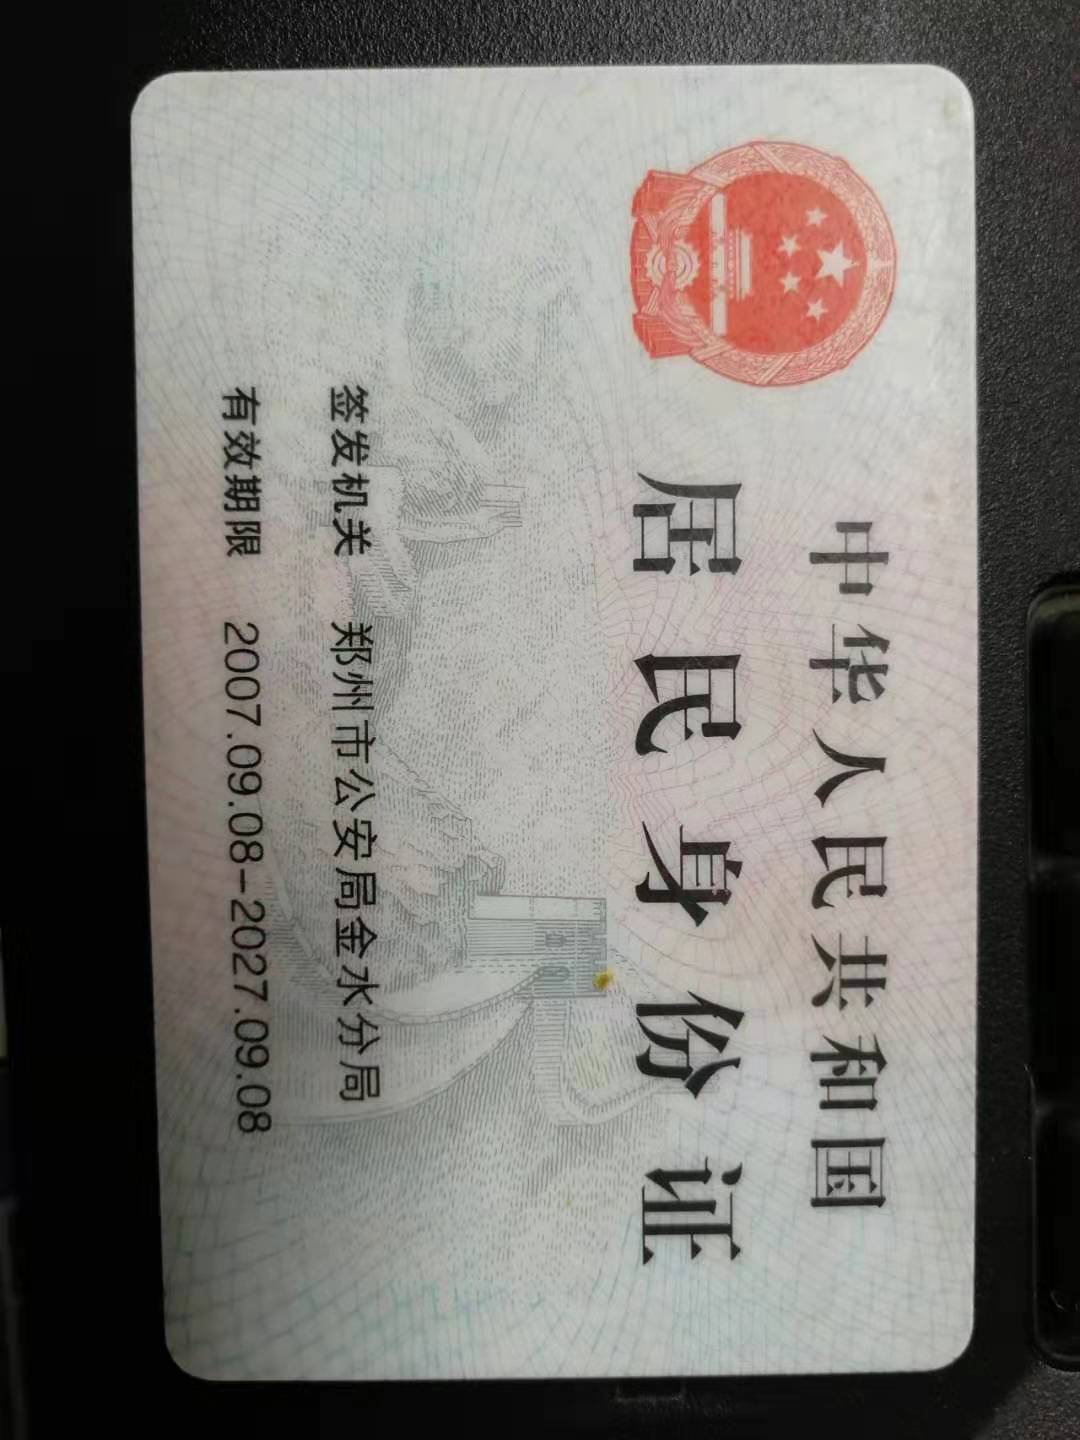 中华人民共和国
居民身份证
签发机关 郑州市公安局金水分局
有效期限 2007.09.08-2027.09.08